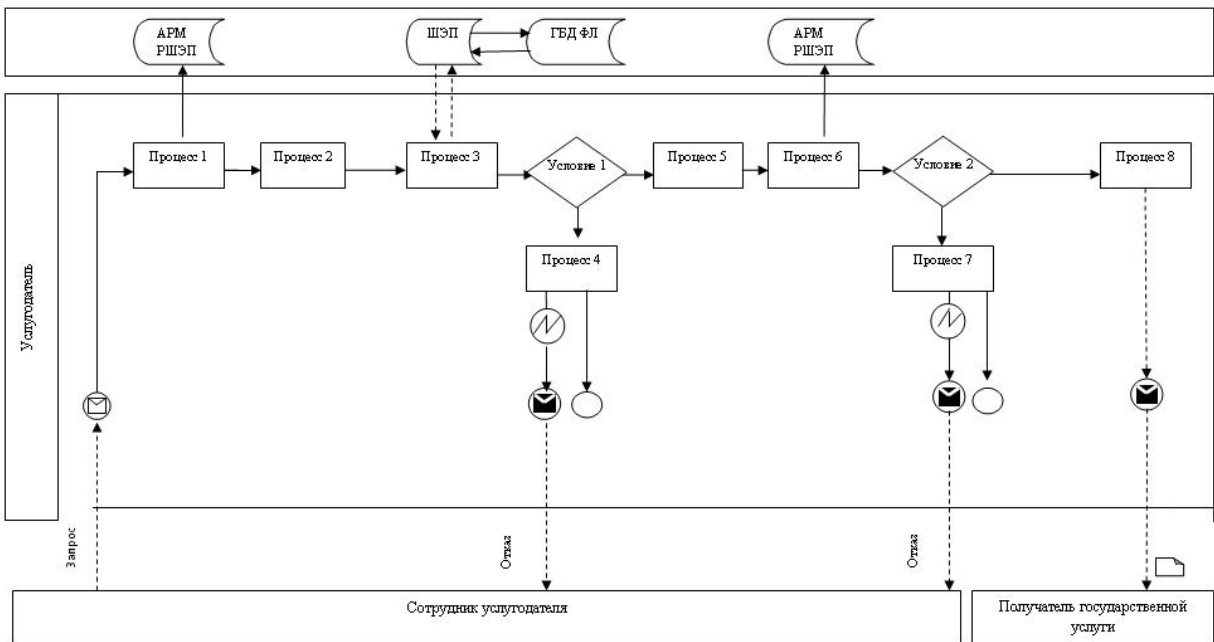 АРМ
РШЭП
ШЭП
ГБД ФЛ
АРМ
РШЭП
Услугодатель
Процесс 1
Процесс 2
Процесс 3
Условие 1
Процесс 5
Процесс 6
Условие 2
Процесс 8
Процесс 4
Процесс 7
Запрос
Отказ
Отказ
Сотрудник услугодателя
Получатель государственной
услуги